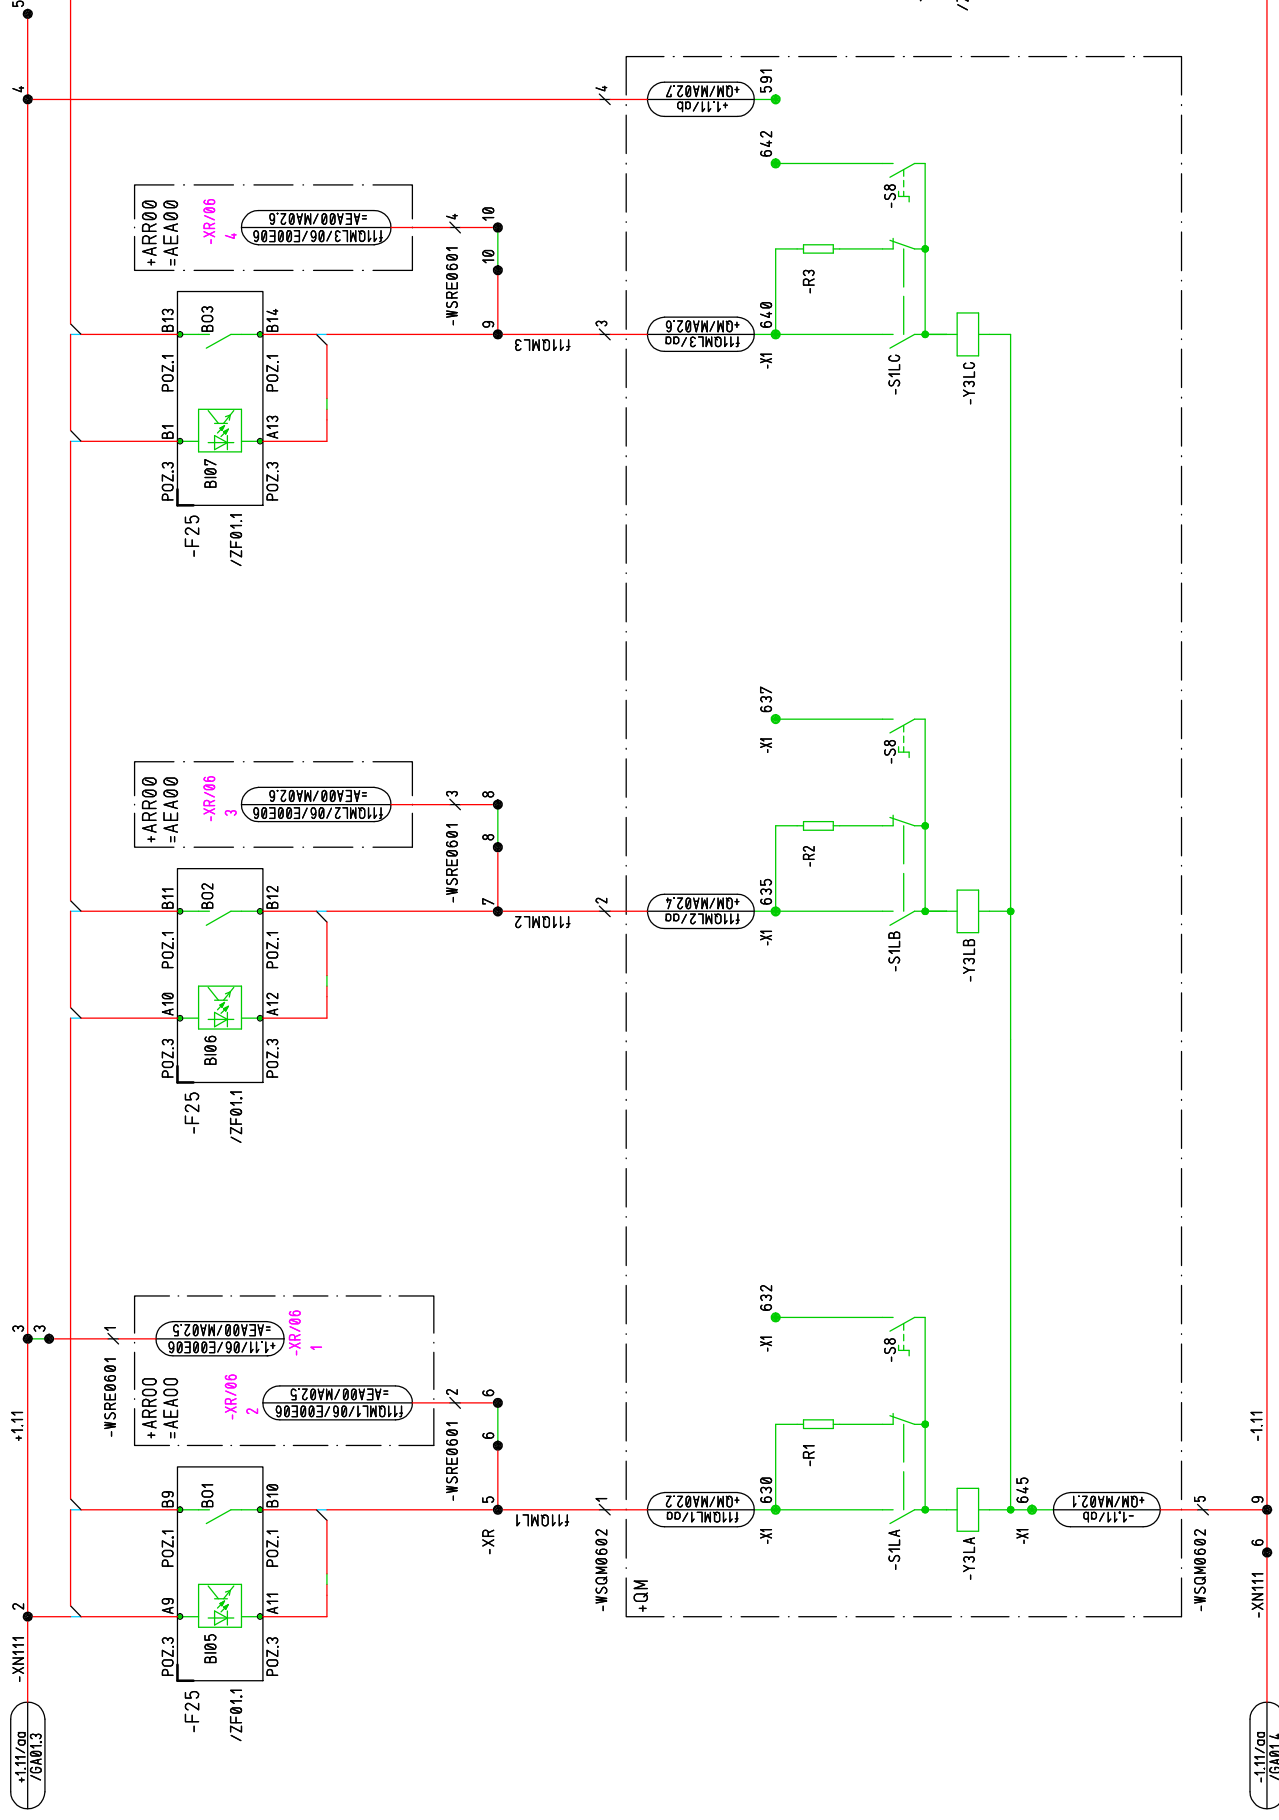 +1.11/aa
/GA01.3
-XN111
2
+1.11
3
3
4
5
-F25
/ZF01.1
POZ.3
A9
POZ.1
B9
BI05
BO1
POZ.3
A11
POZ.1
B10
-WSRE0601
1
+ARR00
=AEA00
+1.11/06/E00E06
=AEA00/MA02.5
-XR/06
1
-XR/06
2
f11QML1/06/E00E06
=AEA00/MA02.5
-WSRE0601
2
6
6
-XR
5
f11QML1
-F25
/ZF01.1
POZ.3
A10
POZ.1
B11
BI06
BO2
POZ.3
A12
POZ.1
B12
+ARR00
=AEA00
-XR/06
3
f11QML2/06/E00E06
=AEA00/MA02.6
-WSRE0601
3
8
8
7
f11QML2
-F25
/ZF01.1
POZ.3
B1
POZ.1
B13
BI07
BO3
POZ.3
A13
POZ.1
B14
+ARR00
=AEA00
-XR/06
4
f11QML3/06/E00E06
=AEA00/MA02.6
-WSRE0601
4
10
10
9
f11QML3
-WSQM0602
1
2
3
4
+QM
f11QML1/aa
+QM/MA02.2
f11QML2/aa
+QM/MA02.4
f11QML3/aa
+QM/MA02.6
+1.11/ab
+QM/MA02.7
-X1
630
-X1
632
-X1
635
-X1
637
-X1
640
642
591
-R1
-R2
-R3
-S1LA
-S8
-S1LB
-S8
-S1LC
-S8
-Y3LA
-Y3LB
-Y3LC
-X1
645
-1.11/ab
+QM/MA02.1
-WSQM0602
5
-1.11/aa
/GA01.4
-XN111
6
9
-1.11